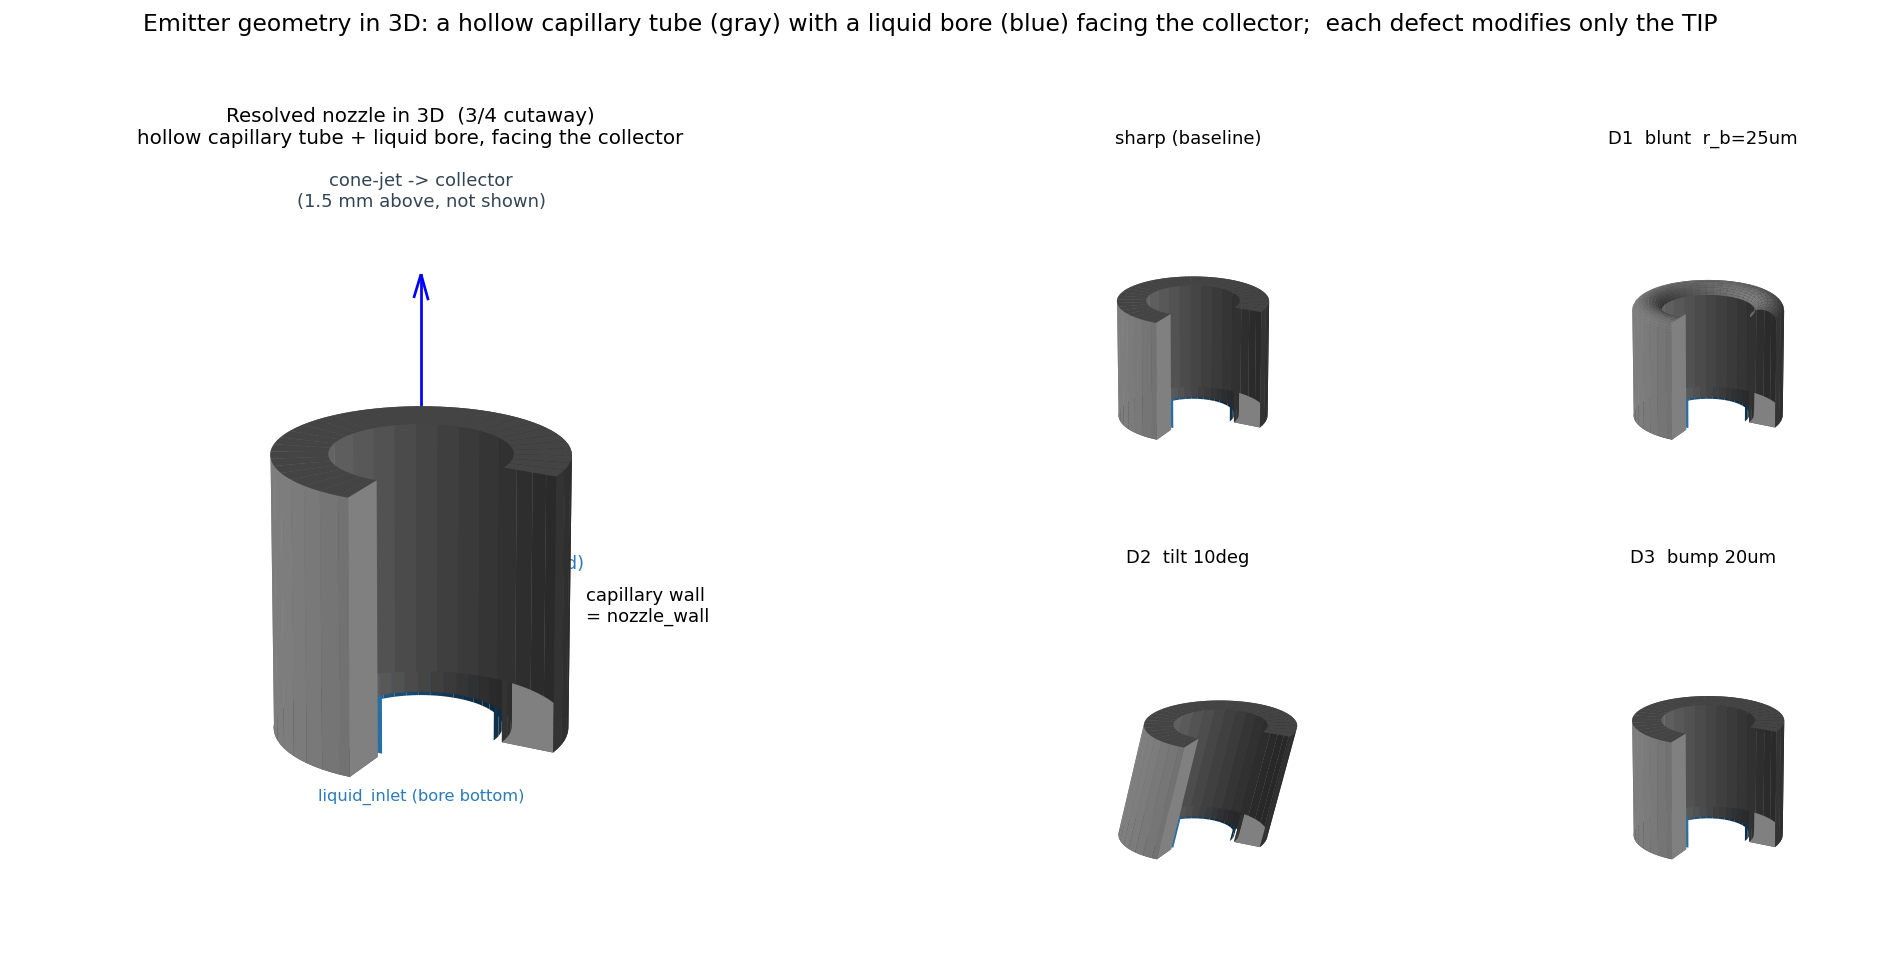 Emitter geometry in 3D: a hollow capillary tube (gray) with a liquid bore (blue) facing the collector;  each defect modifies only the TIP
Resolved nozzle in 3D  (3/4 cutaway)
hollow capillary tube + liquid bore, facing the collector
cone-jet -> collector
(1.5 mm above, not shown)
d)
capillary wall
= nozzle_wall
liquid_inlet (bore bottom)
sharp (baseline)
D1  blunt  r_b=25um
D2  tilt 10deg
D3  bump 20um